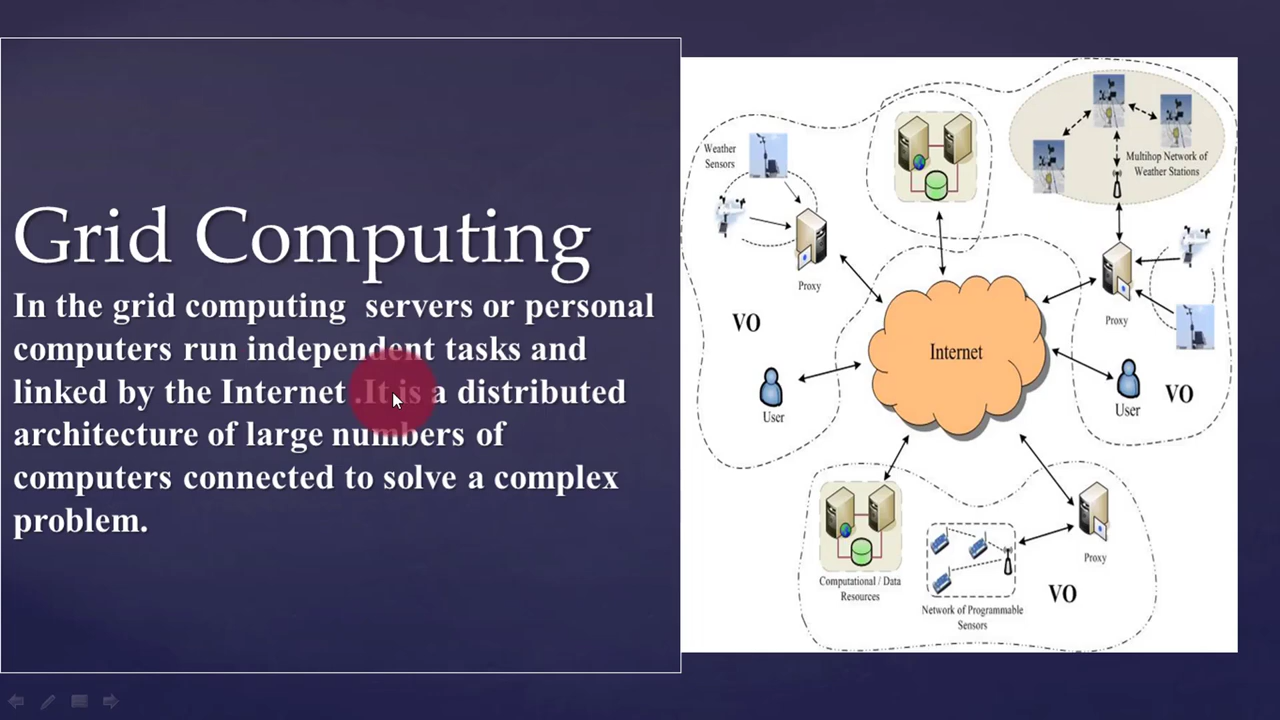 Grid Computing
In the grid computing  servers or personal
computers run independent tasks and
linked by the Internet .It is a distributed
architecture of large numbers of
computers connected to solve a complex
problem.
Weather
Sensors
Proxy
VO
User
Internet
Multihop Network of
Weather Stations
Proxy
User
VO
Computational / Data
Resources
Network of Programmable
Sensors
Proxy
VO